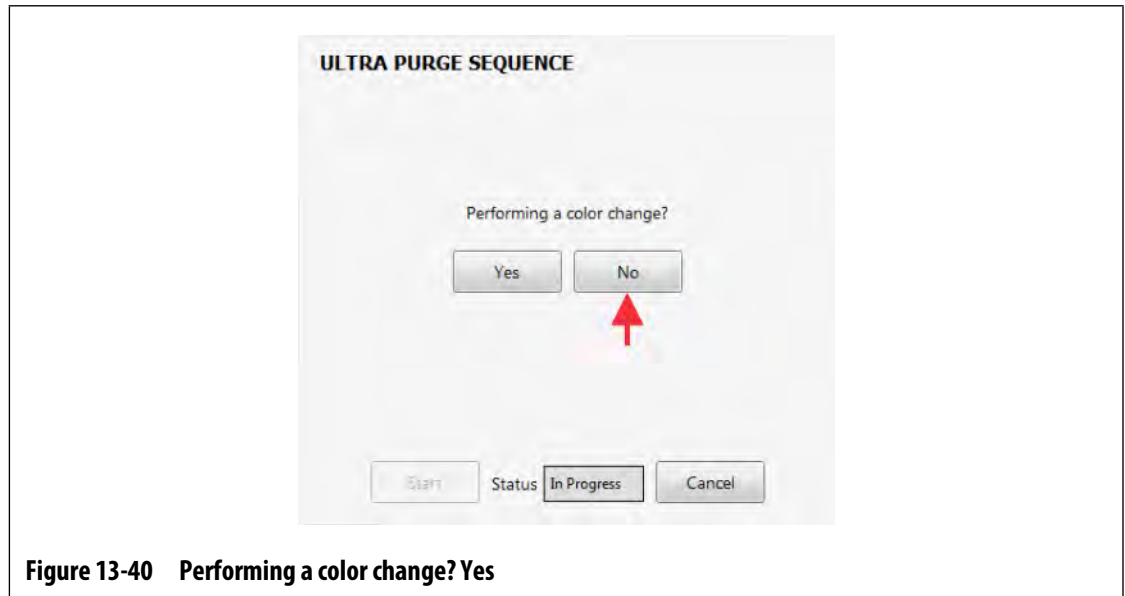 ULTRA PURGE SEQUENCE
Performing a color change?
Yes No
Start Status In Progress Cancel
Figure 13-40 Performing a color change? Yes